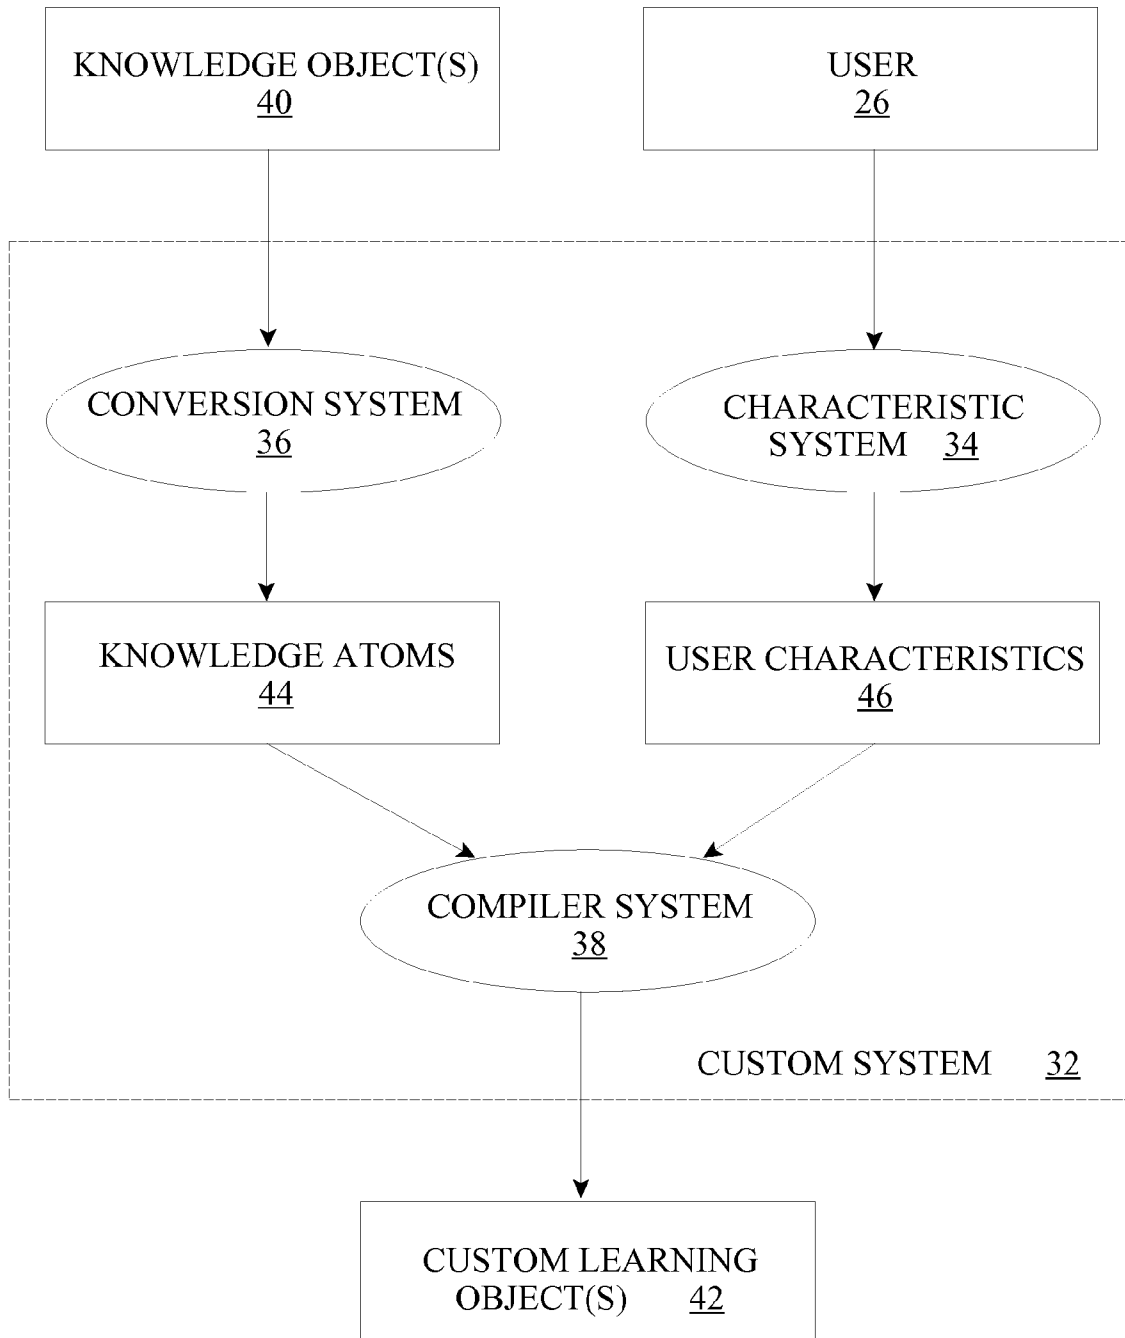 KNOWLEDGE OBJECT(S)
40
USER
26
CONVERSION SYSTEM
36
CHARACTERISTIC
SYSTEM 34
KNOWLEDGE ATOMS
44
USER CHARACTERISTICS
46
COMPILER SYSTEM
38
CUSTOM SYSTEM 32
CUSTOM LEARNING
OBJECT(S) 42